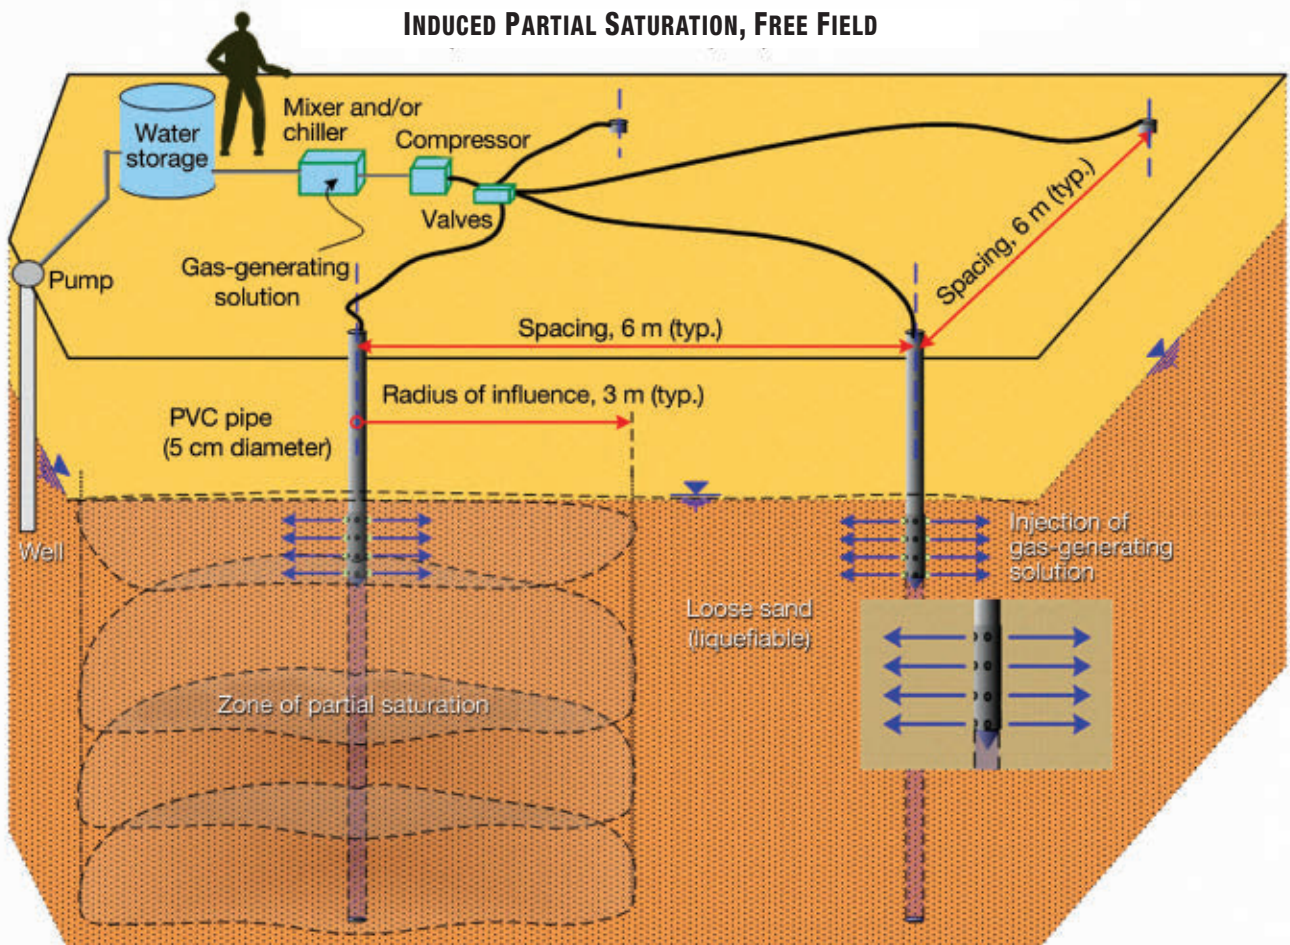 INDUCED PARTIAL SATURATION, FREE FIELD
Water
storage
Mixer and/or
chiller
Compressor
Valves
Gas-generating
solution
Pump
Spacing, 6 m (typ.)
Spacing, 6 m (typ.)
Radius of influence, 3 m (typ.)
PVC pipe
(5 cm diameter)
Well
Injection of
gas-generating
solution
Loose sand
(liquefiable)
Zone of partial saturation